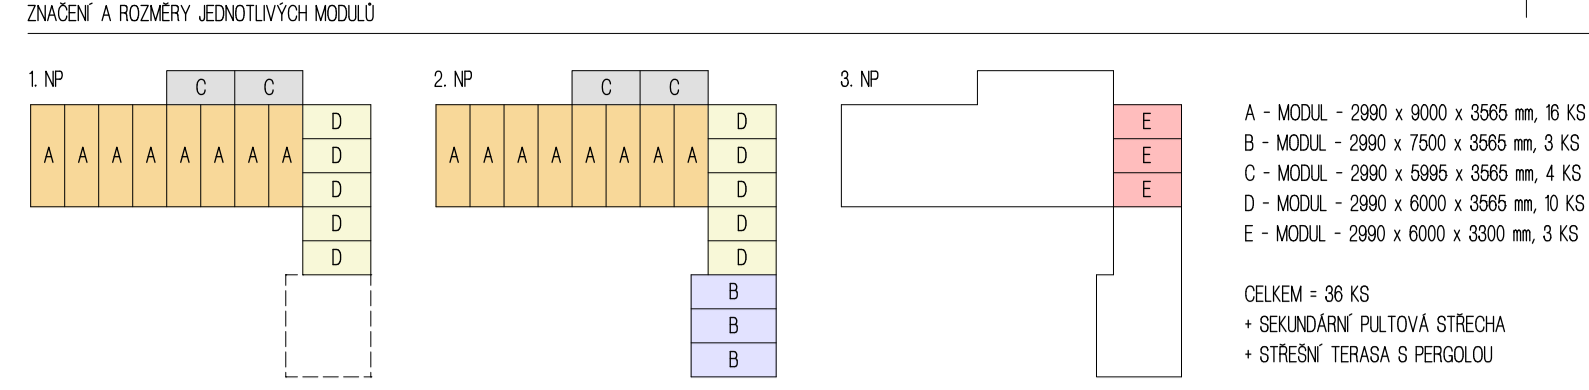 ZNAČENÍ A ROZMĚRY JEDNOTLIVÝCH MODULŮ
1. NP
C C
A A A A A A A A
D
D
D
D
D
2. NP
C C
A A A A A A A A
D
D
D
D
D
B
B
B
3. NP
E
E
E
A - MODUL - 2990 x 9000 x 3565 mm, 16 KS
B - MODUL - 2990 x 7500 x 3565 mm, 3 KS
C - MODUL - 2990 x 5995 x 3565 mm, 4 KS
D - MODUL - 2990 x 6000 x 3565 mm, 10 KS
E - MODUL - 2990 x 6000 x 3300 mm, 3 KS
CELKEM = 36 KS
+ SEKUNDÁRNÍ PULTOVÁ STŘECHA
+ STŘEŠNÍ TERASA S PERGOLOU